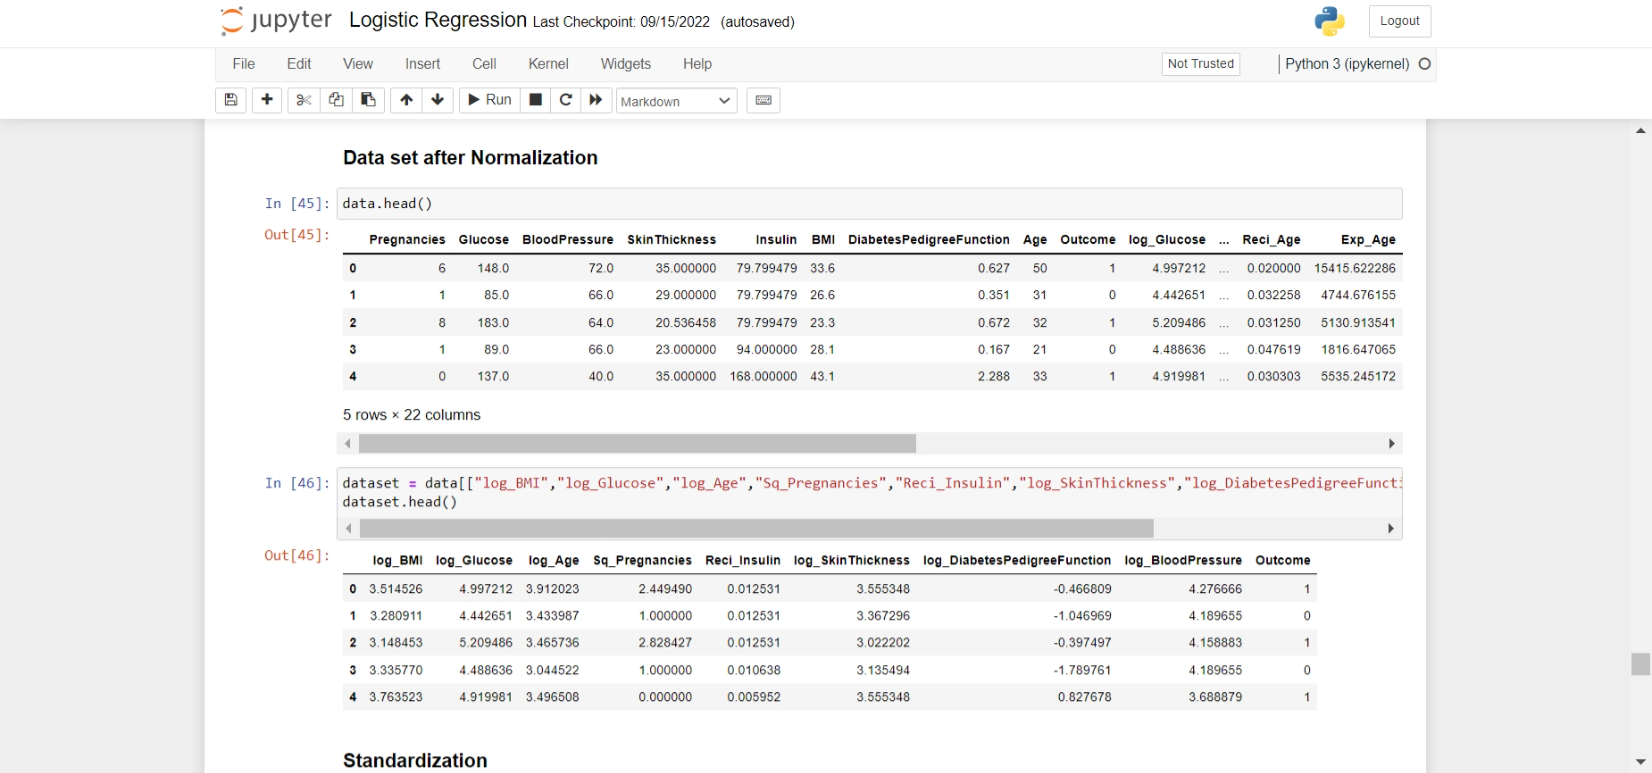 jupyter Logistic Regression Last Checkpoint: 09/15/2022 (autosaved) Logout
File Edit View Insert Cell Kernel Widgets Help Not Trusted Python 3 (ipykernel)
Run Markdown
Data set after Normalization
In [45]: data.head()
Out[45]:
Pregnancies Glucose BloodPressure SkinThickness Insulin BMI DiabetesPedigreeFunction Age Outcome log_Glucose ... Reci_Age Exp_Age
0 6 148.0 72.0 35.000000 79.799479 33.6 0.627 50 1 4.997212 ... 0.020000 15415.622286
1 1 85.0 66.0 29.000000 79.799479 26.6 0.351 31 0 4.442651 ... 0.032258 4744.676155
2 8 183.0 64.0 20.536458 79.799479 23.3 0.672 32 1 5.209486 ... 0.031250 5130.913541
3 1 89.0 66.0 23.000000 94.000000 28.1 0.167 21 0 4.488636 ... 0.047619 1816.647065
4 0 137.0 40.0 35.000000 168.000000 43.1 2.288 33 1 4.919981 ... 0.030303 5535.245172
5 rows × 22 columns
In [46]: dataset = data[["log_BMI","log_Glucose","log_Age","Sq_Pregnancies","Reci_Insulin","log_SkinThickness","log_DiabetesPedigreeFuncti
dataset.head()
Out[46]:
log_BMI log_Glucose log_Age Sq_Pregnancies Reci_Insulin log_SkinThickness log_DiabetesPedigreeFunction log_BloodPressure Outcome
0 3.514526 4.997212 3.912023 2.449490 0.012531 3.555348 -0.466809 4.276666 1
1 3.280911 4.442651 3.433987 1.000000 0.012531 3.367296 -1.046969 4.189655 0
2 3.148453 5.209486 3.465736 2.828427 0.012531 3.022202 -0.397497 4.158883 1
3 3.335770 4.488636 3.044522 1.000000 0.010638 3.135494 -1.789761 4.189655 0
4 3.763523 4.919981 3.496508 0.000000 0.005952 3.555348 0.827678 3.688879 1
Standardization